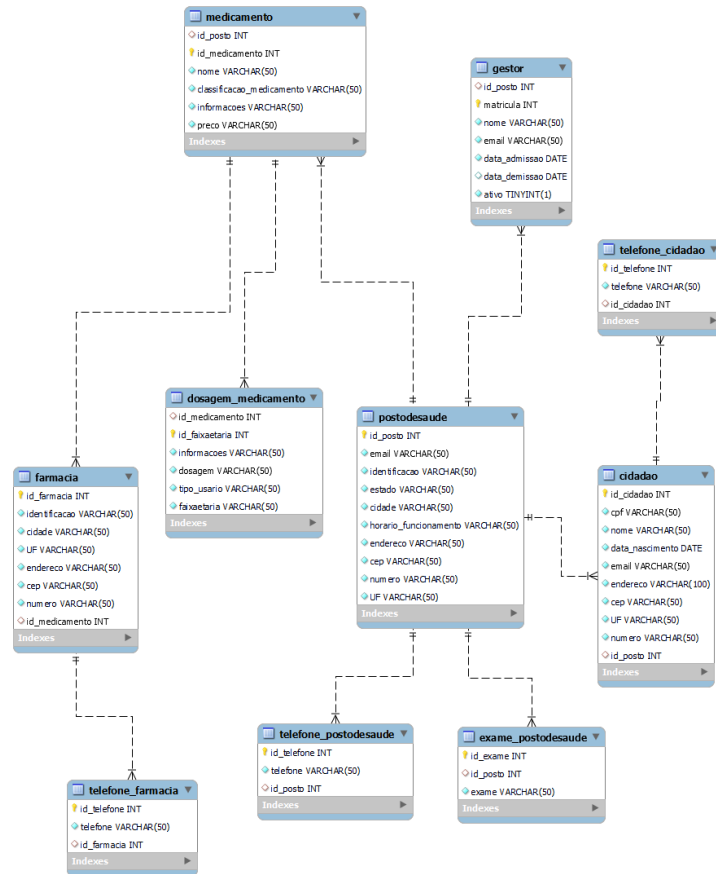 medicamento
id_posto INT
id_medicamento INT
nome VARCHAR(50)
classificacao_medicamento VARCHAR(50)
informacoes VARCHAR(50)
preco VARCHAR(50)
Indexes
gestor
id_posto INT
matricula INT
nome VARCHAR(50)
email VARCHAR(50)
data_admissao DATE
data_demissao DATE
ativo TINYINT(1)
Indexes
telefone_cidadao
id_telefone INT
telefone VARCHAR(50)
id_cidadao INT
Indexes
dosagem_medicamento
id_medicamento INT
id_faixaetaria INT
informacoes VARCHAR(50)
dosagem VARCHAR(50)
tipo_usario VARCHAR(50)
faixaetaria VARCHAR(50)
Indexes
postodesaude
id_posto INT
email VARCHAR(50)
identificacao VARCHAR(50)
estado VARCHAR(50)
cidade VARCHAR(50)
horario_funcionamento VARCHAR(50)
endereco VARCHAR(50)
cep VARCHAR(50)
numero VARCHAR(50)
UF VARCHAR(50)
Indexes
farmacia
id_farmacia INT
identificacao VARCHAR(50)
cidade VARCHAR(50)
UF VARCHAR(50)
endereco VARCHAR(50)
cep VARCHAR(50)
numero VARCHAR(50)
id_medicamento INT
Indexes
cidadao
id_cidadao INT
cpf VARCHAR(50)
nome VARCHAR(50)
data_nascimento DATE
email VARCHAR(50)
endereco VARCHAR(100)
cep VARCHAR(50)
UF VARCHAR(50)
numero VARCHAR(50)
id_posto INT
Indexes
telefone_postodesaude
id_telefone INT
telefone VARCHAR(50)
id_posto INT
Indexes
exame_postodesaude
id_exame INT
id_posto INT
exame VARCHAR(50)
Indexes
telefone_farmacia
id_telefone INT
telefone VARCHAR(50)
id_farmacia INT
Indexes